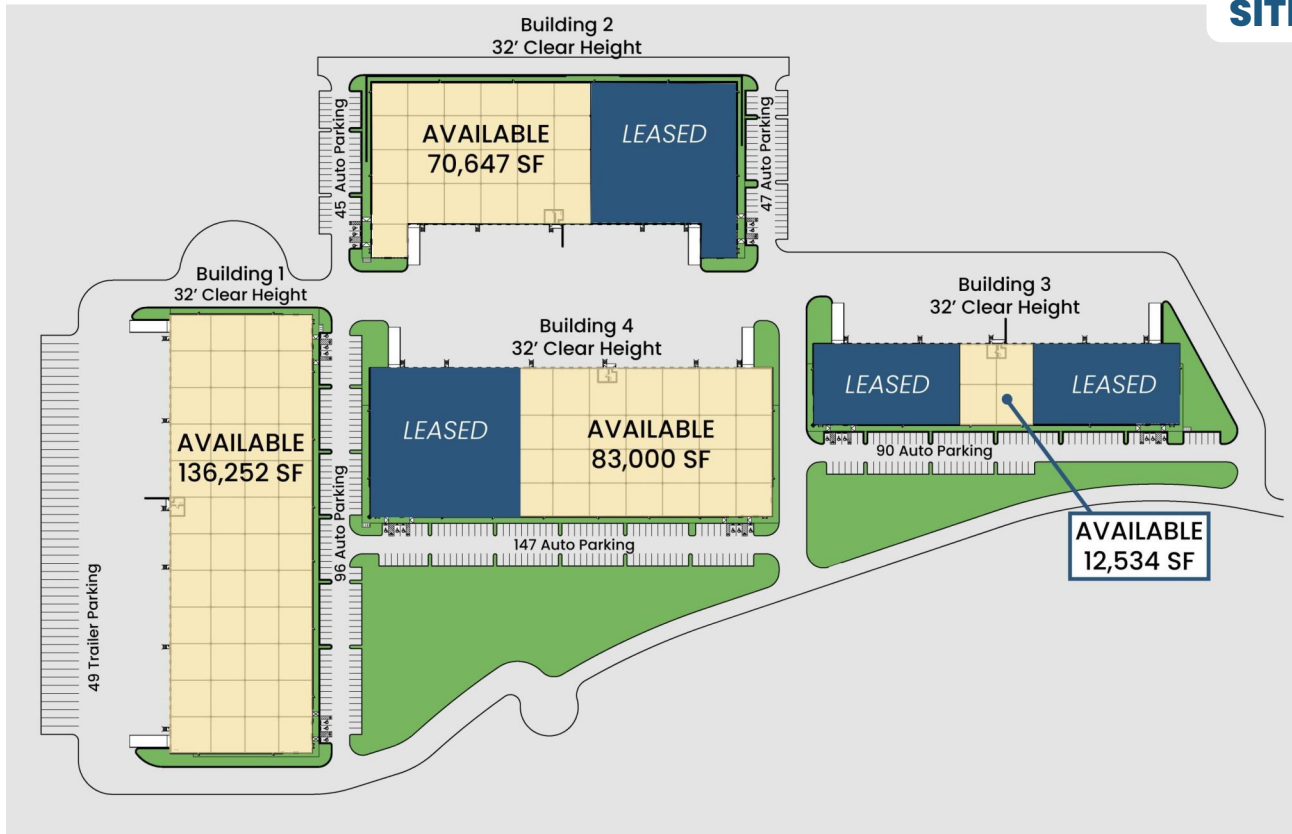 Building 2
32' Clear Height
AVAILABLE
70,647 SF
LEASED
45 Auto Parking
47 Auto Parking
Building 1
32' Clear Height
AVAILABLE
136,252 SF
49 Trailer Parking
96 Auto Parking
Building 4
32' Clear Height
LEASED
AVAILABLE
83,000 SF
147 Auto Parking
Building 3
32' Clear Height
LEASED
LEASED
90 Auto Parking
AVAILABLE
12,534 SF